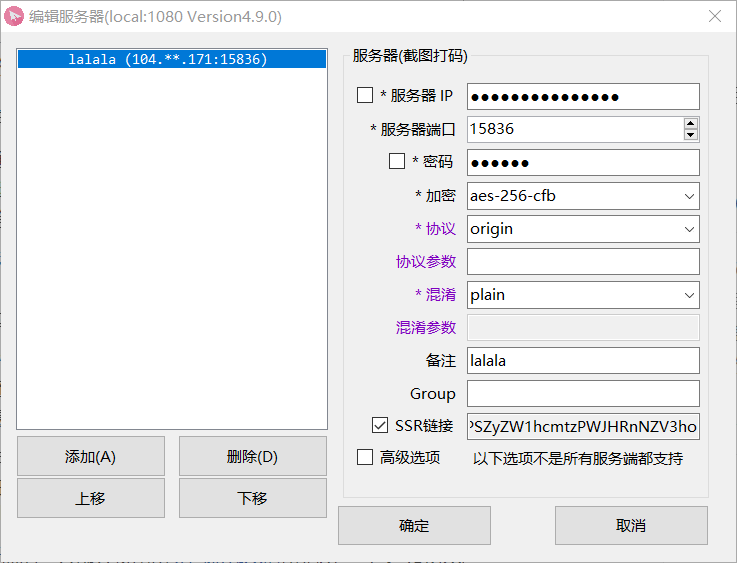 编辑服务器(local:1080 Version4.9.0)
lalala (104.**.171:15836)
添加(A)
删除(D)
上移
下移
服务器(截图打码)
* 服务器 IP ●●●●●●●●●●●●●●●
* 服务器端口 15836
* 密码 ●●●●●●
* 加密 aes-256-cfb
* 协议 origin
协议参数
* 混淆 plain
混淆参数
备注 lalala
Group
SSR链接 PSZyZW1hcmtzPWJHRnNZV3ho
高级选项 以下选项不是所有服务端都支持
确定
取消